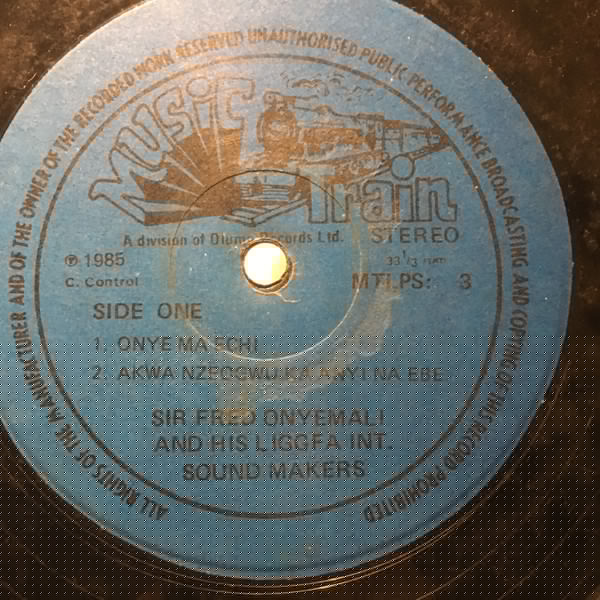 ALL RIGHTS OF THE MANUFACTURER AND OF THE OWNER OF THE RECORDED WORK RESERVED UNAUTHORISED PUBLIC PERFORMANCE BROADCASTING AND COPYING OF THIS RECORD PROHIBITED
Music
Train
A division of Records Ltd.
STEREO
℗ 1985
33 1/3 RPM
C. Control
MTLPS: 3
SIDE ONE
1. ONYE MA ECHI
2. AKWA NZEOGWU KA ANYI NA EBE
SIR FRED ONYEMALI
AND HIS LIGGFA INT.
SOUND MAKERS